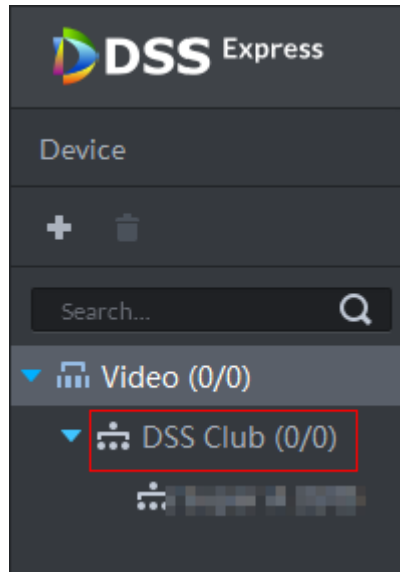 DSS Express
Device
Search...
Video (0/0)
DSS Club (0/0)